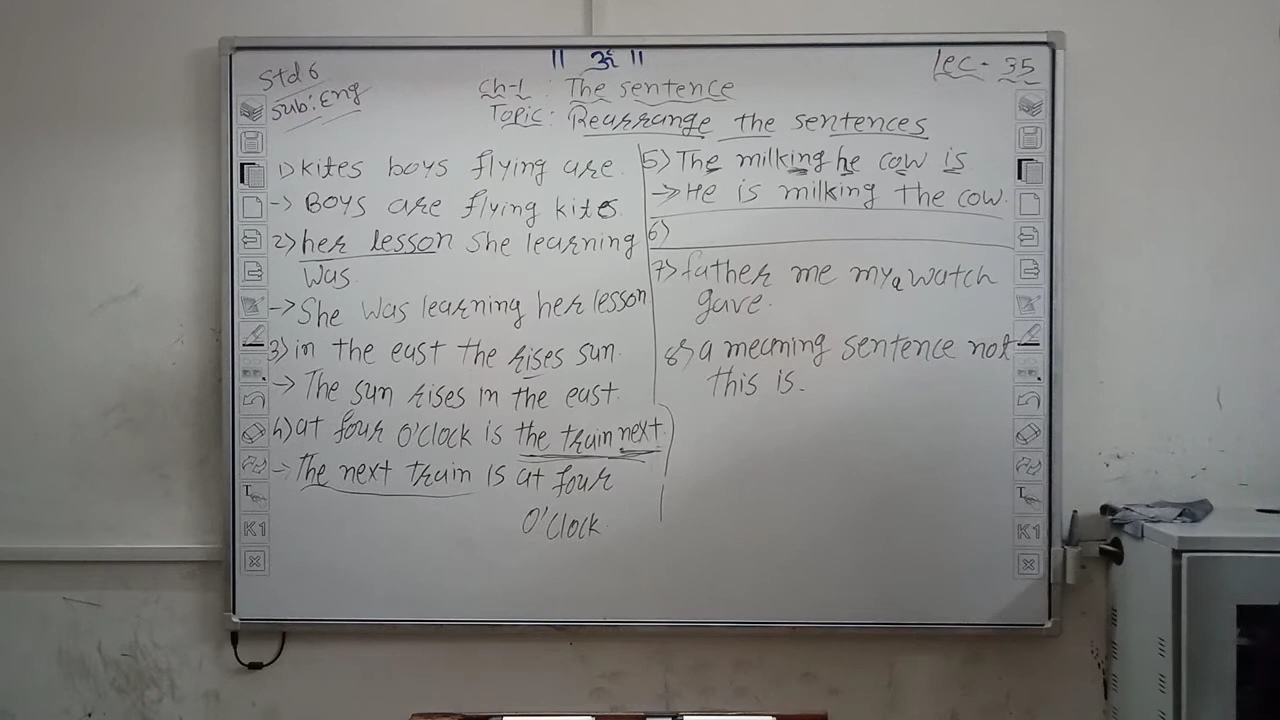 || ૐ ||
Std 6
Sub: Eng
Lec - 35
Ch-1 : The sentence
Topic: Rearrange the sentences
1) kites boys flying are.
-> Boys are flying kites.
2) her lesson she learning
was.
-> She was learning her lesson
3) in the east the rises sun.
-> The sun rises in the east.
4) at four O'clock is the train next.
-> The next train is at four
O'clock.
5) The milking he cow is
-> He is milking the cow.
6)
7) father me my a watch
gave.
8) a meaning sentence not
this is.
T
K1
T
K1